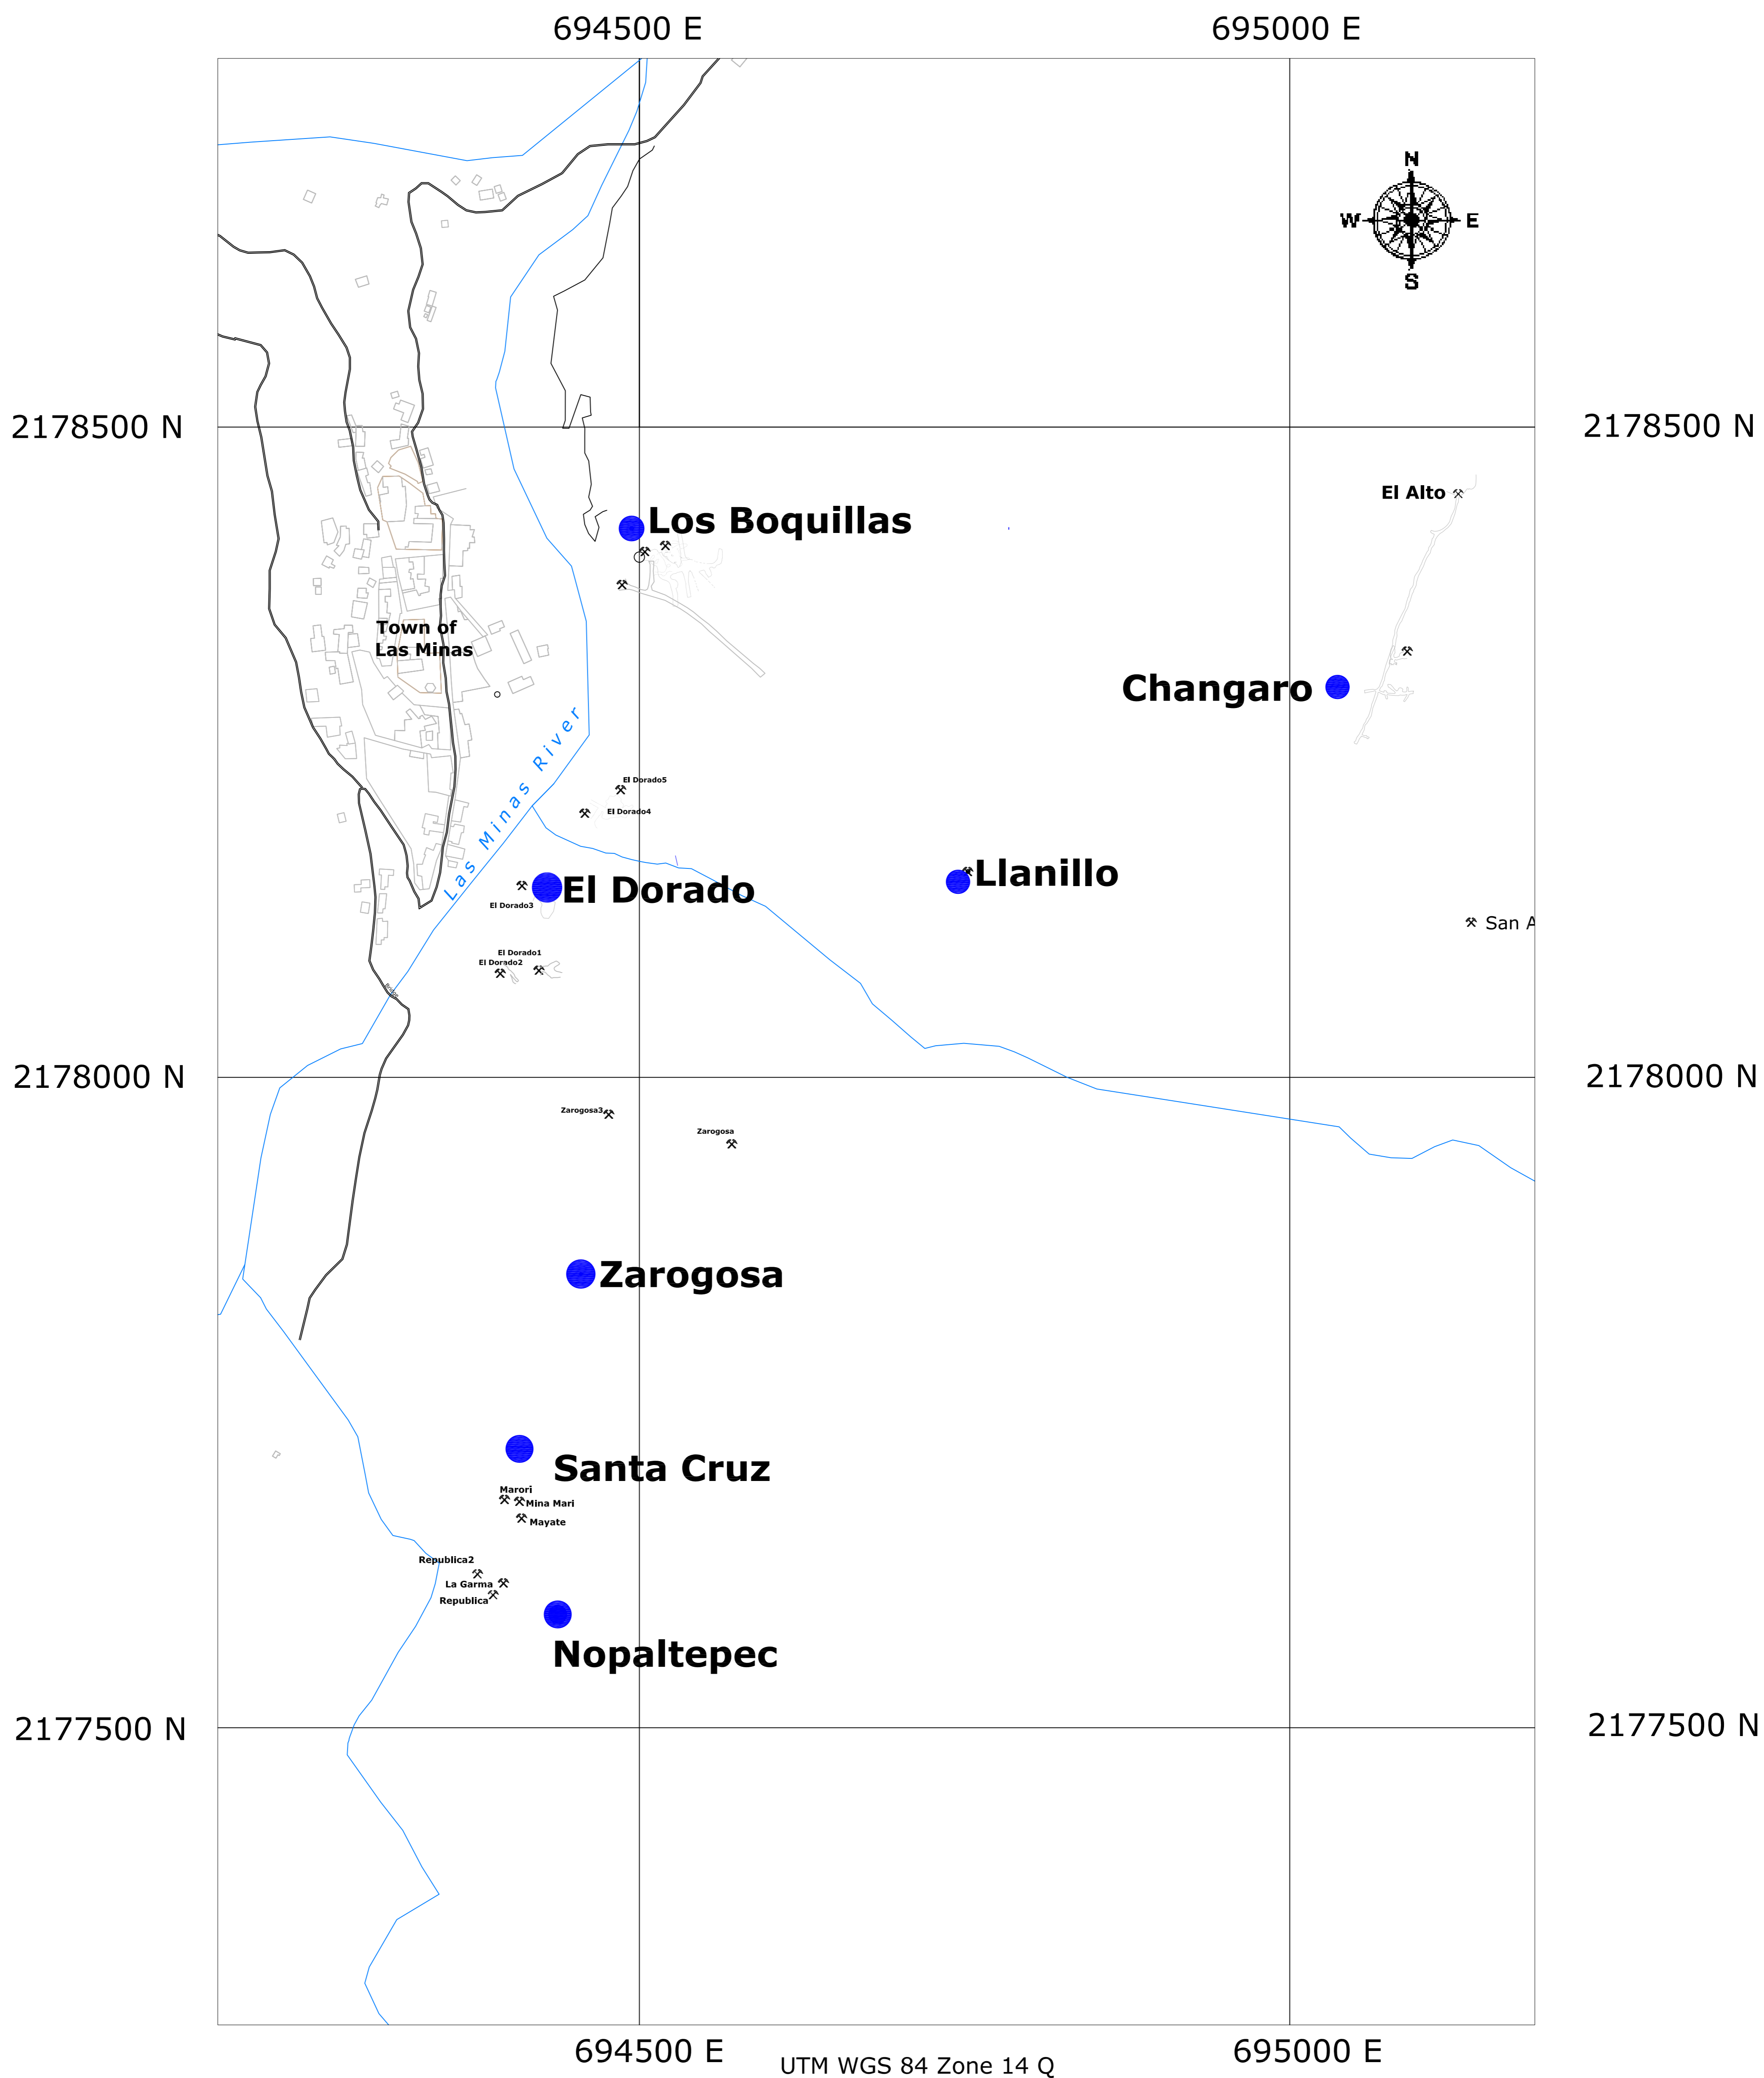 694500 E
695000 E
N
W
E
S
2178500 N
2178500 N
El Alto
Los Boquillas
Town of
Las Minas
Changaro
Las Minas River
El Dorado5
El Dorado4
Llanillo
El Dorado
El Dorado3
San A
El Dorado1
El Dorado2
2178000 N
2178000 N
Zarogosa3
Zarogosa
Zarogosa
Santa Cruz
Marori
Mina Mari
Mayate
Republica2
La Garma
Republica
Nopaltepec
2177500 N
2177500 N
694500 E
695000 E
UTM WGS 84 Zone 14 Q